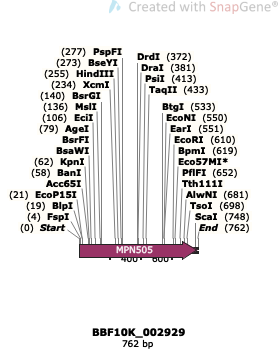 Created with SnapGene®
(277) PspFI
(273) BseYI
(255) HindIII
(234) XcmI
(140) BsrGI
(136) MslI
(106) EciI
(79) AgeI
BsrFI
BsaWI
(62) KpnI
(58) BanI
Acc65I
(21) EcoP15I
(19) BlpI
(4) FspI
(0) Start
DrdI (372)
DraI (381)
PsiI (413)
TaqII (433)
BtgI (533)
EcoNI (550)
EarI (551)
EcoRI (610)
BpmI (619)
Eco57MI*
PflFI (652)
Tth111I
AlwNI (681)
TsoI (698)
ScaI (748)
End (762)
MPN505
400
600
BBF10K_002929
762 bp